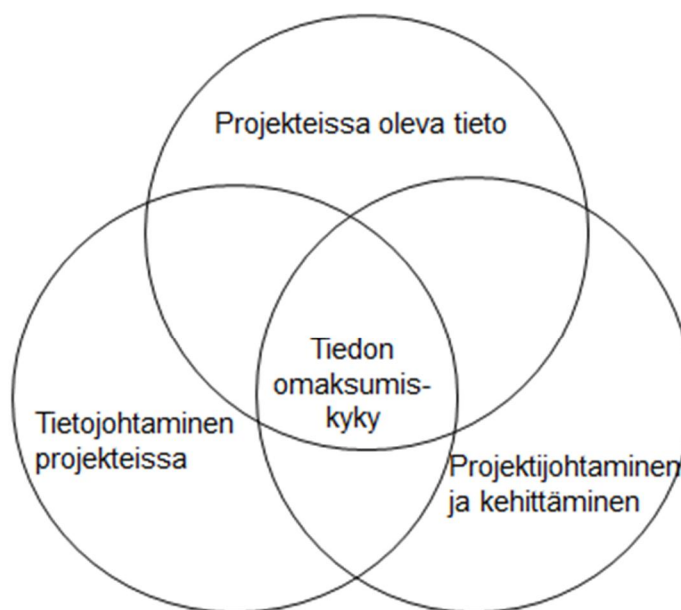 Projekteissa oleva tieto
Tiedon
omaksumis-
kyky
Tietojohtaminen
projekteissa
Projektijohtaminen
ja kehittäminen